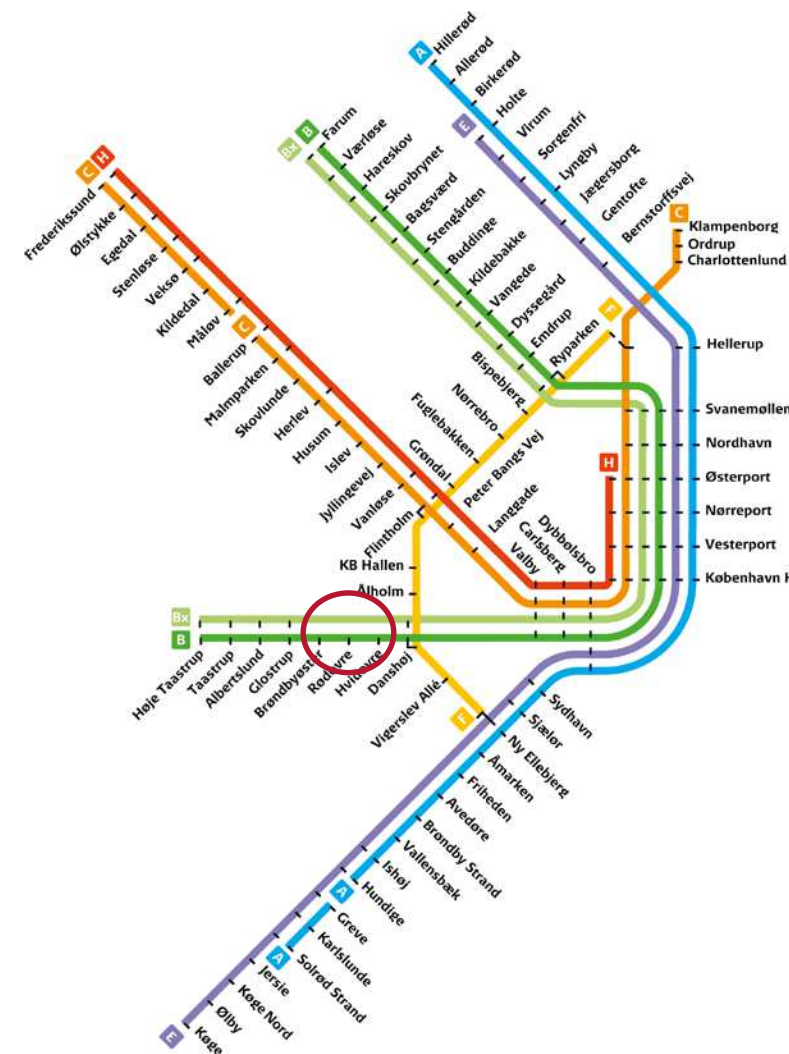 A
Hillerød
Allerød
Birkerød
Holte
Virum
Sorgenfri
Lyngby
Jægersborg
Gentofte
Bernstorffsvej
E
C
Klampenborg
Ordrup
Charlottenlund
Bx
B
Farum
Værløse
Hareskov
Skovbrynet
Bagsværd
Stengården
Buddinge
Kildebakke
Vangede
Dyssegård
Emdrup
Ryparken
F
C
H
Frederikssund
Ølstykke
Egedal
Stenløse
Veksø
Kildedal
Måløv
C
Ballerup
Malmparken
Skovlunde
Herlev
Husum
Islev
Jyllingevej
Vanløse
Flintholm
Bispebjerg
Nørrebro
Fuglebakken
Grøndal
Peter Bangs Vej
Langgade
Valby
Carlsberg
Dybbølsbro
H
Hellerup
Svanemøllen
Nordhavn
Østerport
Nørreport
Vesterport
København H
KB Hallen
Ålholm
Bx
B
Høje Taastrup
Taastrup
Albertslund
Glostrup
Brøndbyøster
Rødovre
Hvidovre
Danshøj
Vigerslev Allé
F
Sydhavn
Sjælør
Ny Ellebjerg
Åmarken
Friheden
Avedøre
Brøndby Strand
Vallensbæk
Ishøj
Hundige
A
Greve
Karlslunde
Solrød Strand
A
Jersie
Køge Nord
Ølby
Køge
E